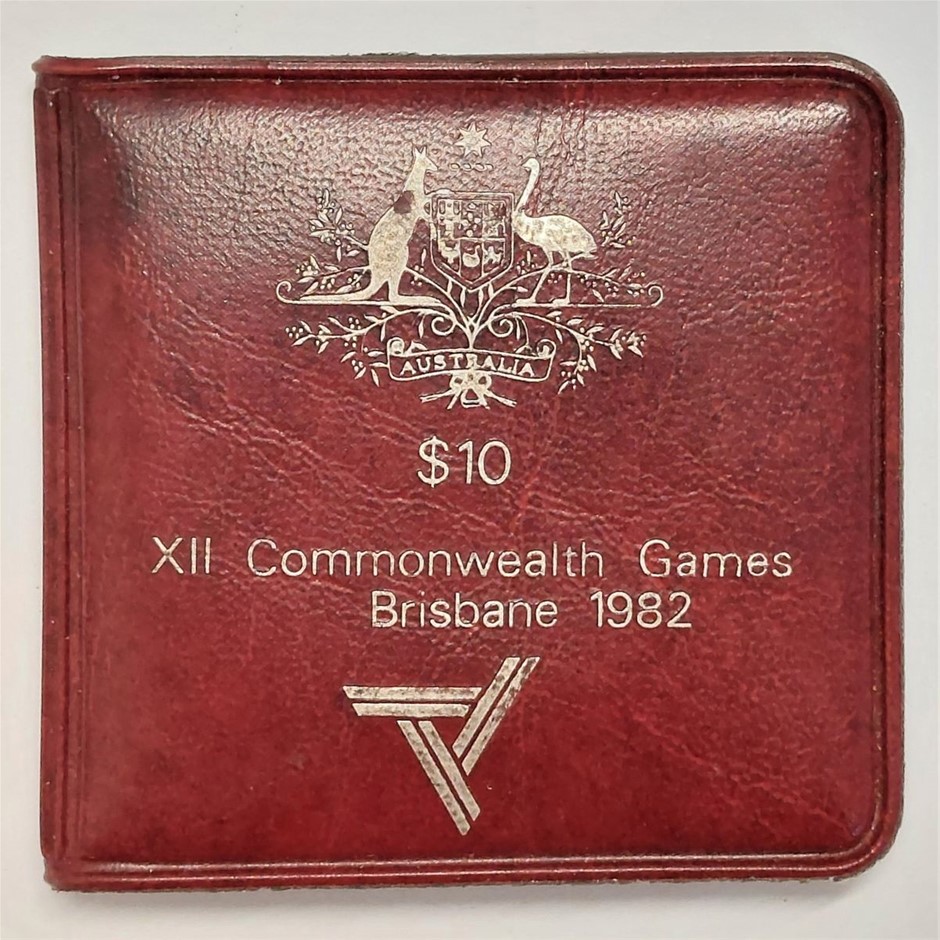 AUSTRALIA
$10
XII Commonwealth Games
Brisbane 1982